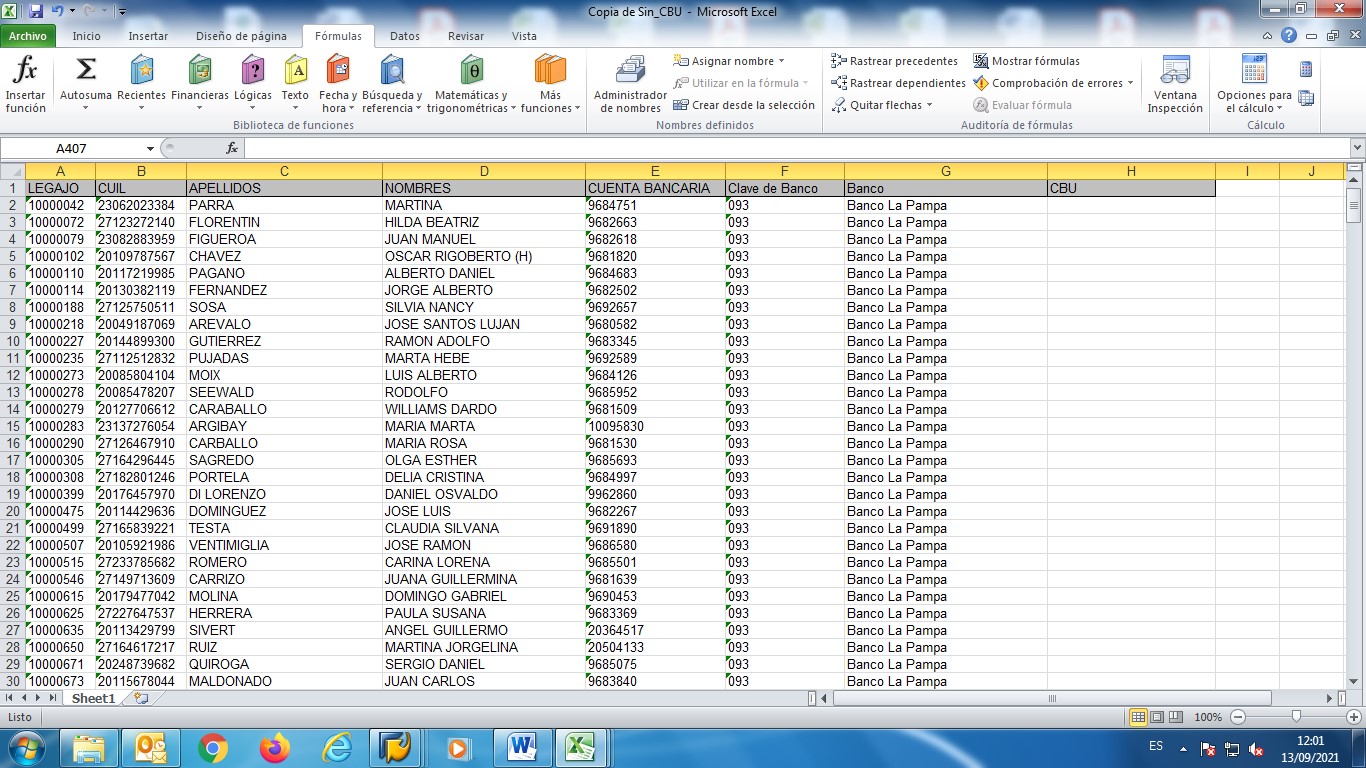 Copia de Sin_CBU - Microsoft Excel
Archivo Inicio Insertar Diseño de página Fórmulas Datos Revisar Vista
Insertar función Autosuma Recientes Financieras Lógicas Texto Fecha y hora Búsqueda y referencia Matemáticas y trigonométricas Más funciones
Biblioteca de funciones
Administrador de nombres Asignar nombre Utilizar en la fórmula Crear desde la selección
Nombres definidos
Rastrear precedentes Rastrear dependientes Quitar flechas Mostrar fórmulas Comprobación de errores Evaluar fórmula
Auditoría de fórmulas
Ventana Inspección
Opciones para el cálculo
Cálculo
A407 fx
A B C D E F G H I J
1 LEGAJO CUIL APELLIDOS NOMBRES CUENTA BANCARIA Clave de Banco Banco CBU
2 10000042 23062023384 PARRA MARTINA 9684751 093 Banco La Pampa
3 10000072 27123272140 FLORENTIN HILDA BEATRIZ 9682663 093 Banco La Pampa
4 10000079 23082883959 FIGUEROA JUAN MANUEL 9682618 093 Banco La Pampa
5 10000102 20109787567 CHAVEZ OSCAR RIGOBERTO (H) 9681820 093 Banco La Pampa
6 10000110 20117219985 PAGANO ALBERTO DANIEL 9684683 093 Banco La Pampa
7 10000114 20130382119 FERNANDEZ JORGE ALBERTO 9682502 093 Banco La Pampa
8 10000188 27125750511 SOSA SILVIA NANCY 9692657 093 Banco La Pampa
9 10000218 20049187069 AREVALO JOSE SANTOS LUJAN 9680582 093 Banco La Pampa
10 10000227 20144899300 GUTIERREZ RAMON ADOLFO 9683345 093 Banco La Pampa
11 10000235 27112512832 PUJADAS MARTA HEBE 9692589 093 Banco La Pampa
12 10000273 20085804104 MOIX LUIS ALBERTO 9684126 093 Banco La Pampa
13 10000278 20085478207 SEEWALD RODOLFO 9685952 093 Banco La Pampa
14 10000279 20127706612 CARABALLO WILLIAMS DARDO 9681509 093 Banco La Pampa
15 10000283 23137276054 ARGIBAY MARIA MARTA 10095830 093 Banco La Pampa
16 10000290 27126467910 CARBALLO MARIA ROSA 9681530 093 Banco La Pampa
17 10000305 27164296445 SAGREDO OLGA ESTHER 9685693 093 Banco La Pampa
18 10000308 27182801246 PORTELA DELIA CRISTINA 9684997 093 Banco La Pampa
19 10000399 20176457970 DI LORENZO DANIEL OSVALDO 9962860 093 Banco La Pampa
20 10000475 20114429636 DOMINGUEZ JOSE LUIS 9682267 093 Banco La Pampa
21 10000499 27165839221 TESTA CLAUDIA SILVANA 9691890 093 Banco La Pampa
22 10000507 20105921986 VENTIMIGLIA JOSE RAMON 9686580 093 Banco La Pampa
23 10000515 27233785682 ROMERO CARINA LORENA 9685501 093 Banco La Pampa
24 10000546 27149713609 CARRIZO JUANA GUILLERMINA 9681639 093 Banco La Pampa
25 10000615 20179477042 MOLINA DOMINGO GABRIEL 9690453 093 Banco La Pampa
26 10000625 27227647537 HERRERA PAULA SUSANA 9683369 093 Banco La Pampa
27 10000635 20113429799 SIVERT ANGEL GUILLERMO 20364517 093 Banco La Pampa
28 10000650 27164617217 RUIZ MARTINA JORGELINA 20504133 093 Banco La Pampa
29 10000671 20248739682 QUIROGA SERGIO DANIEL 9685075 093 Banco La Pampa
30 10000673 20115678044 MALDONADO JUAN CARLOS 9683840 093 Banco La Pampa
Sheet1
Listo 100%
ES 12:01
13/09/2021